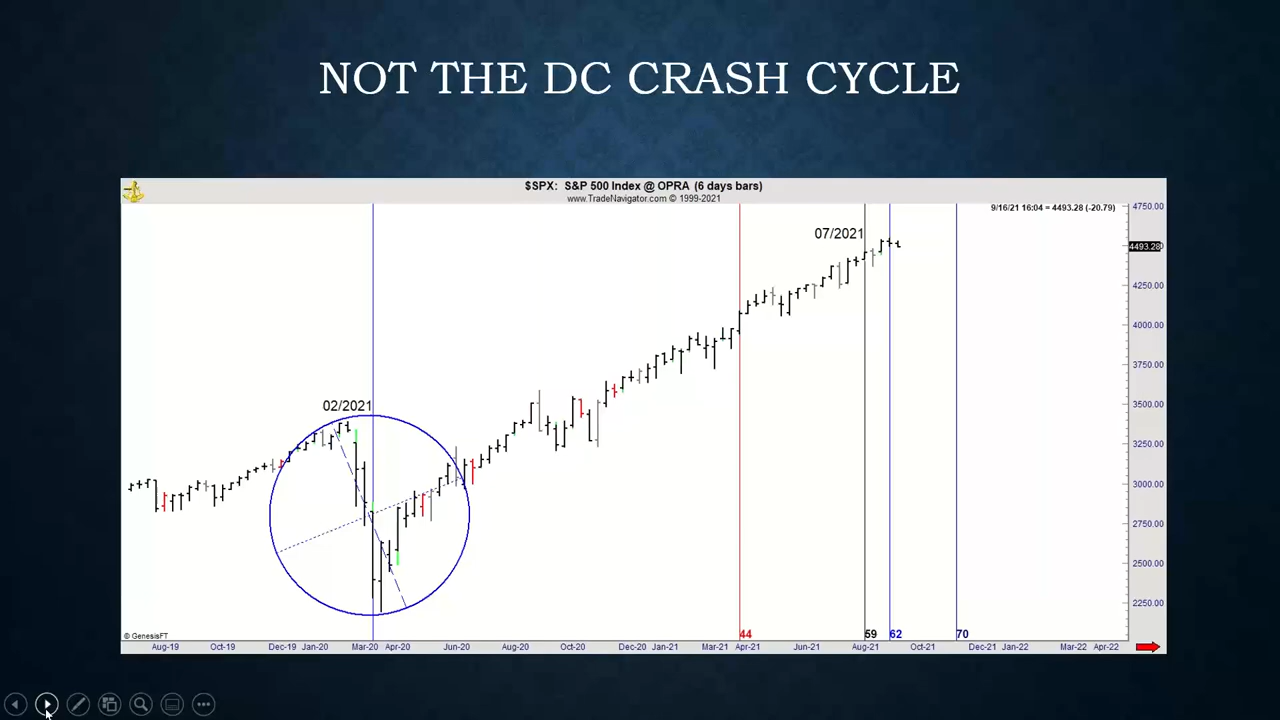 NOT THE DC CRASH CYCLE
$SPX: S&P 500 Index @ OPRA (6 days bars)
www.TradeNavigator.com © 1999-2021
9/16/21 16:04 = 4493.28 (-20.79)
4750.00
07/2021
4493.28
4250.00
4000.00
3750.00
02/2021
3500.00
3250.00
3000.00
2750.00
2500.00
2250.00
© GenesisFT
44
59
62
70
Aug-19 Oct-19 Dec-19 Jan-20 Mar-20 Apr-20 Jun-20 Aug-20 Oct-20 Dec-20 Jan-21 Mar-21 Apr-21 Jun-21 Aug-21 Oct-21 Dec-21 Jan-22 Mar-22 Apr-22